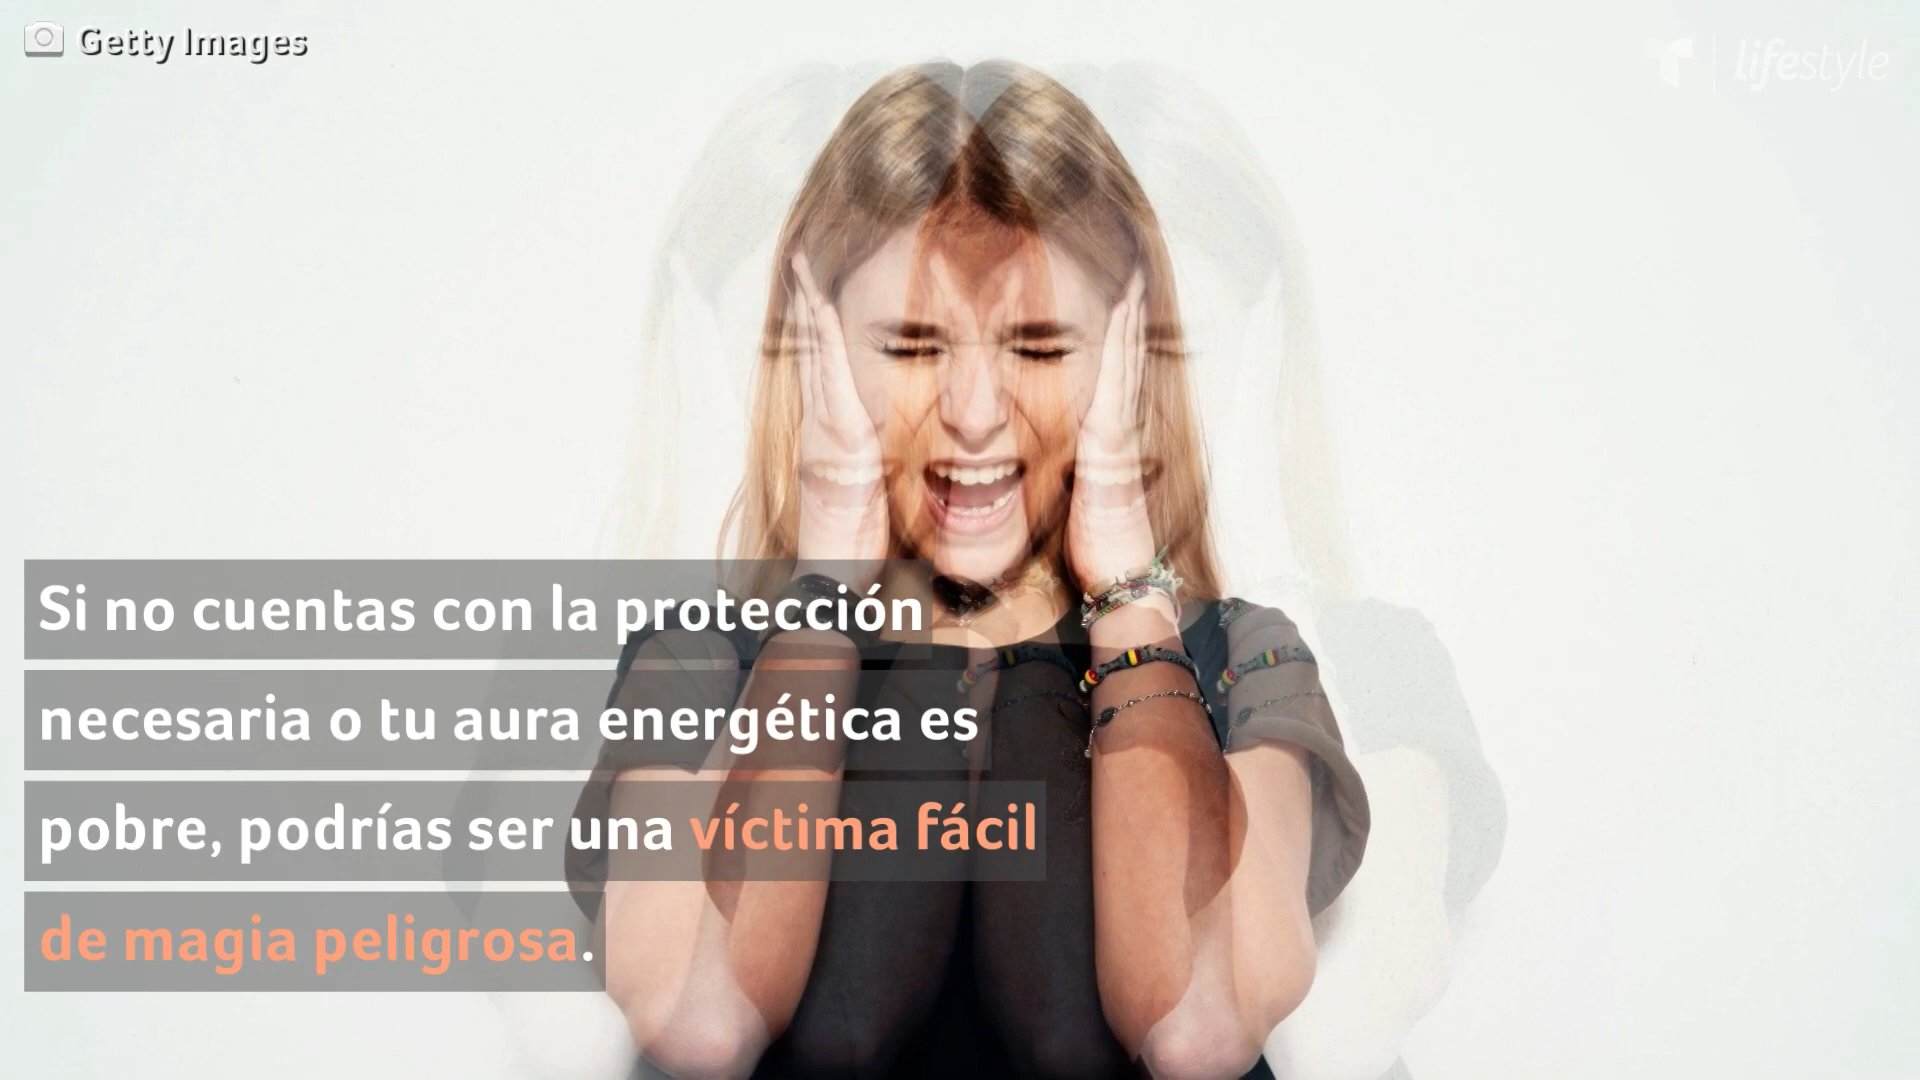 Getty Images
lifestyle
Si no cuentas con la protección
necesaria o tu aura energética es
pobre, podrías ser una víctima fácil
de magia peligrosa.